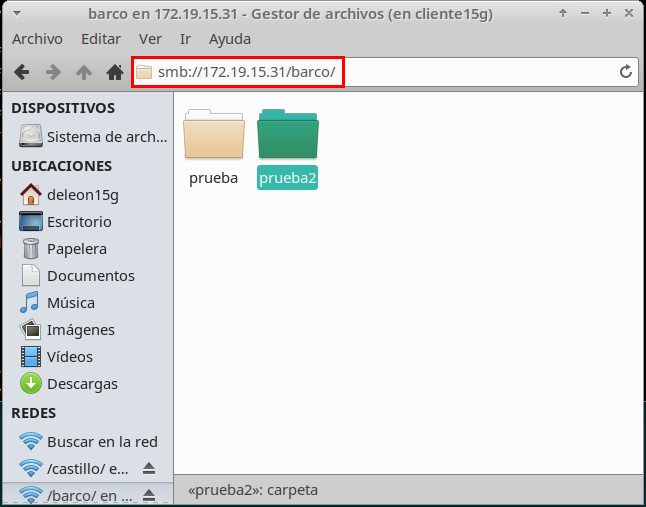 barco en 172.19.15.31 - Gestor de archivos (en cliente15g)
Archivo Editar Ver Ir Ayuda
smb://172.19.15.31/barco/
DISPOSITIVOS
Sistema de arch...
UBICACIONES
deleon15g
Escritorio
Papelera
Documentos
Música
Imágenes
Vídeos
Descargas
REDES
Buscar en la red
/castillo/ e...
/barco/ en ...
prueba
prueba2
«prueba2»: carpeta